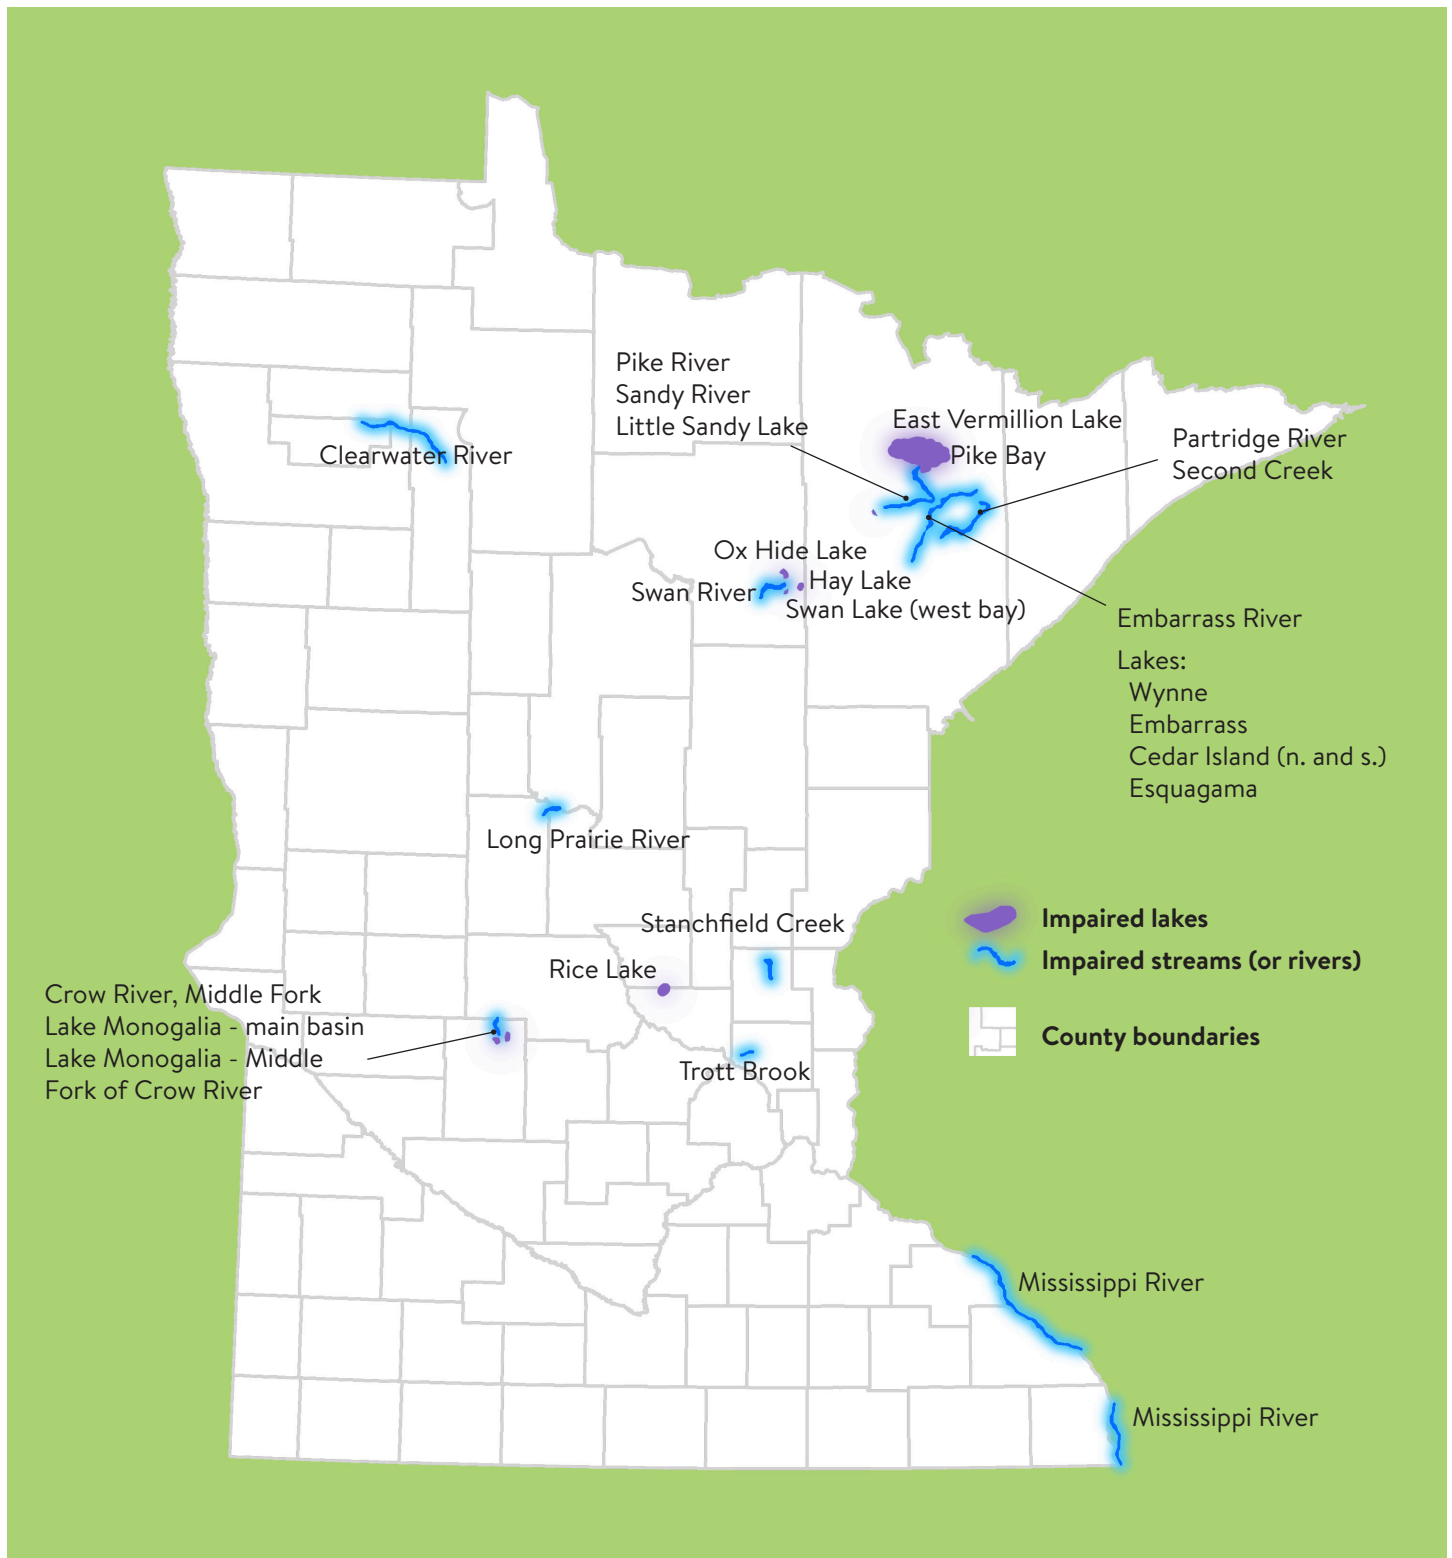 Pike River
Sandy River
Little Sandy Lake
East Vermillion Lake
Pike Bay
Partridge River
Second Creek
Clearwater River
Ox Hide Lake
Hay Lake
Swan River
Swan Lake (west bay)
Embarrass River
Lakes:
Wynne
Embarrass
Cedar Island (n. and s.)
Esquagama
Long Prairie River
Stanchfield Creek
Rice Lake
Impaired lakes
Impaired streams (or rivers)
County boundaries
Crow River, Middle Fork
Lake Monogalia - main basin
Lake Monogalia - Middle
Fork of Crow River
Trott Brook
Mississippi River
Mississippi River